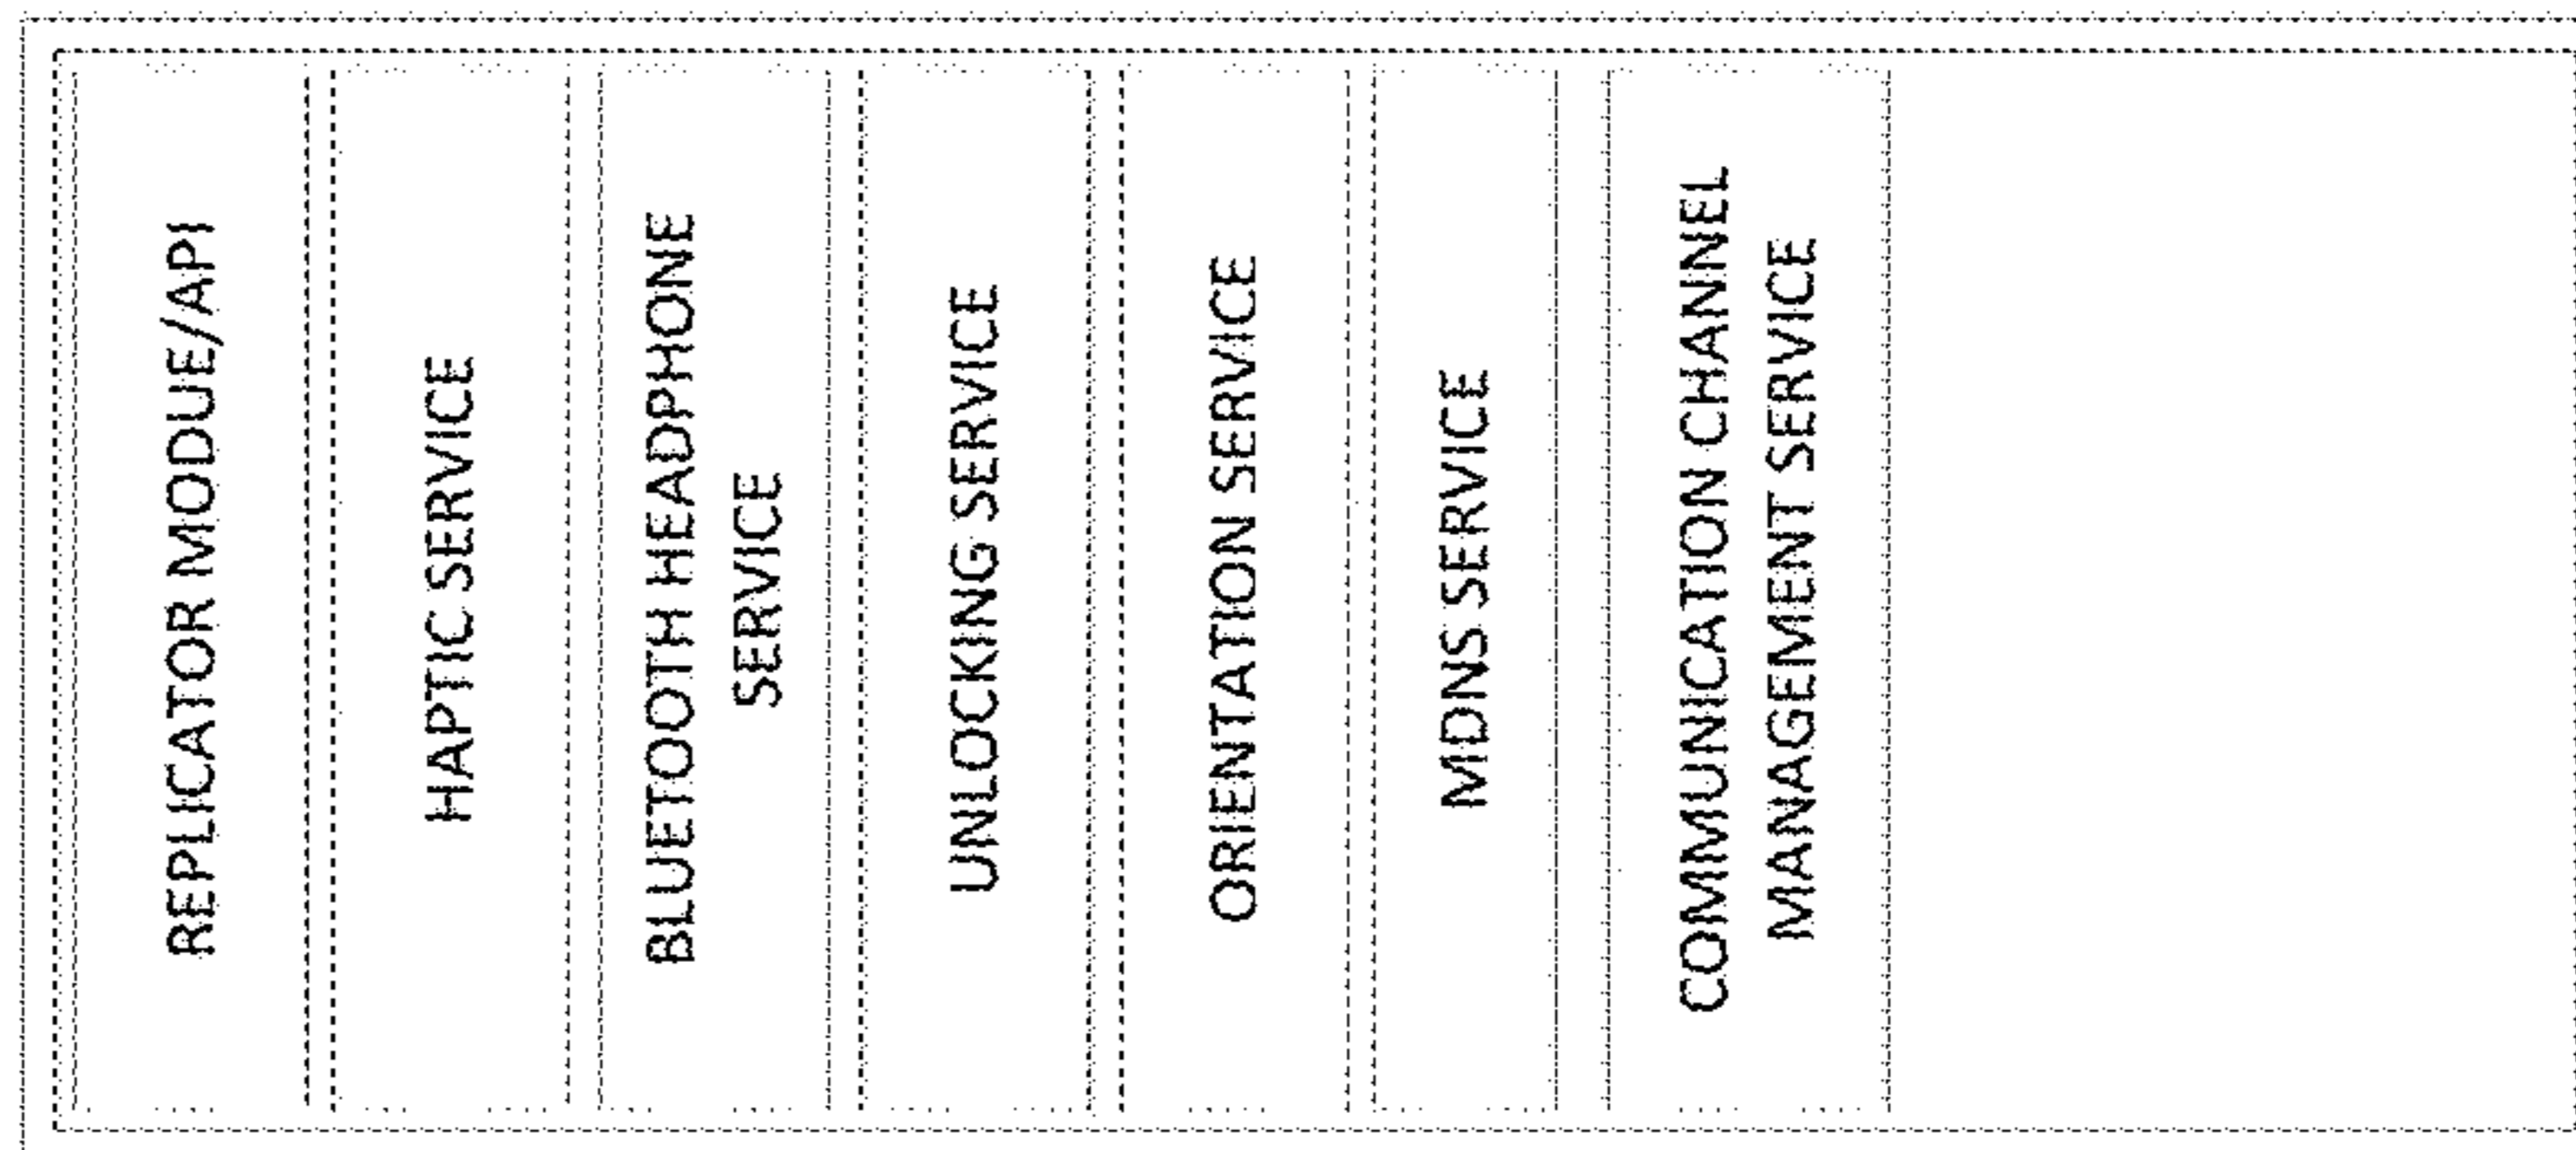 REPLICATOR MODUE/API
HAPTIC SERVICE
BLUETOOTH HEADPHONE
SERVICE
UNLOCKING SERVICE
ORIENTATION SERVICE
MDNS SERVICE
COMMUNICATION CHANNEL
MANAGEMENT SERVICE